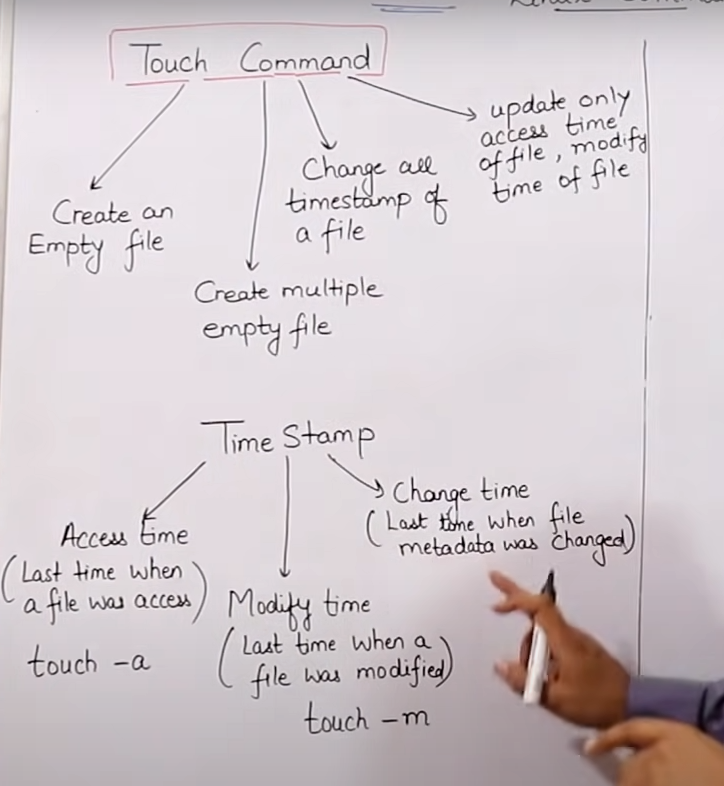 Touch Command
Create an
Empty file
Create multiple
empty file
Change all
timestamp of
a file
update only
access time
of file, modify
time of file
Time Stamp
Access time
(Last time when
a file was access)
touch -a
Modify time
(Last time when a
file was modified)
touch -m
Change time
(Last time when file
metadata was changed)